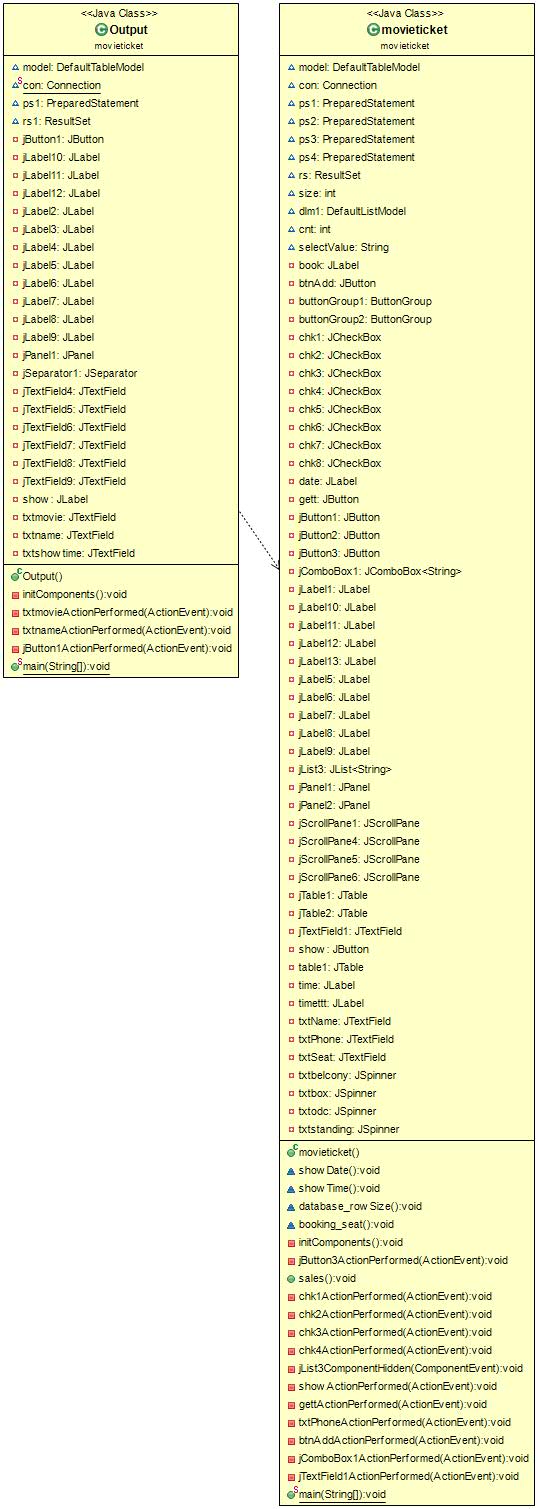 <<Java Class>>
Output
movieticket
model: DefaultTableModel
con: Connection
ps1: PreparedStatement
rs1: ResultSet
jButton1: JButton
jLabel10: JLabel
jLabel11: JLabel
jLabel12: JLabel
jLabel2: JLabel
jLabel3: JLabel
jLabel4: JLabel
jLabel5: JLabel
jLabel6: JLabel
jLabel7: JLabel
jLabel8: JLabel
jLabel9: JLabel
jPanel1: JPanel
jSeparator1: JSeparator
jTextField4: JTextField
jTextField5: JTextField
jTextField6: JTextField
jTextField7: JTextField
jTextField8: JTextField
jTextField9: JTextField
show: JLabel
txtmovie: JTextField
txtname: JTextField
txtshowtime: JTextField
Output()
initComponents():void
txtmovieActionPerformed(ActionEvent):void
txtnameActionPerformed(ActionEvent):void
jButton1ActionPerformed(ActionEvent):void
main(String[]):void
<<Java Class>>
movieticket
movieticket
model: DefaultTableModel
con: Connection
ps1: PreparedStatement
ps2: PreparedStatement
ps3: PreparedStatement
ps4: PreparedStatement
rs: ResultSet
size: int
dlm1: DefaultListModel
cnt: int
selectValue: String
book: JLabel
btnAdd: JButton
buttonGroup1: ButtonGroup
buttonGroup2: ButtonGroup
chk1: JCheckBox
chk2: JCheckBox
chk3: JCheckBox
chk4: JCheckBox
chk5: JCheckBox
chk6: JCheckBox
chk7: JCheckBox
chk8: JCheckBox
date: JLabel
gett: JButton
jButton1: JButton
jButton2: JButton
jButton3: JButton
jComboBox1: JComboBox<String>
jLabel1: JLabel
jLabel10: JLabel
jLabel11: JLabel
jLabel12: JLabel
jLabel13: JLabel
jLabel5: JLabel
jLabel6: JLabel
jLabel7: JLabel
jLabel8: JLabel
jLabel9: JLabel
jList3: JList<String>
jPanel1: JPanel
jPanel2: JPanel
jScrollPane1: JScrollPane
jScrollPane4: JScrollPane
jScrollPane5: JScrollPane
jScrollPane6: JScrollPane
jTable1: JTable
jTable2: JTable
jTextField1: JTextField
show: JButton
table1: JTable
time: JLabel
timettt: JLabel
txtName: JTextField
txtPhone: JTextField
txtSeat: JTextField
txtbelcony: JSpinner
txtbox: JSpinner
txtodc: JSpinner
txtstanding: JSpinner
movieticket()
showDate():void
showTime():void
database_rowSize():void
booking_seat():void
initComponents():void
jButton3ActionPerformed(ActionEvent):void
sales():void
chk1ActionPerformed(ActionEvent):void
chk2ActionPerformed(ActionEvent):void
chk3ActionPerformed(ActionEvent):void
chk4ActionPerformed(ActionEvent):void
jList3ComponentHidden(ComponentEvent):void
showActionPerformed(ActionEvent):void
gettActionPerformed(ActionEvent):void
txtPhoneActionPerformed(ActionEvent):void
btnAddActionPerformed(ActionEvent):void
jComboBox1ActionPerformed(ActionEvent):void
jTextField1ActionPerformed(ActionEvent):void
main(String[]):void